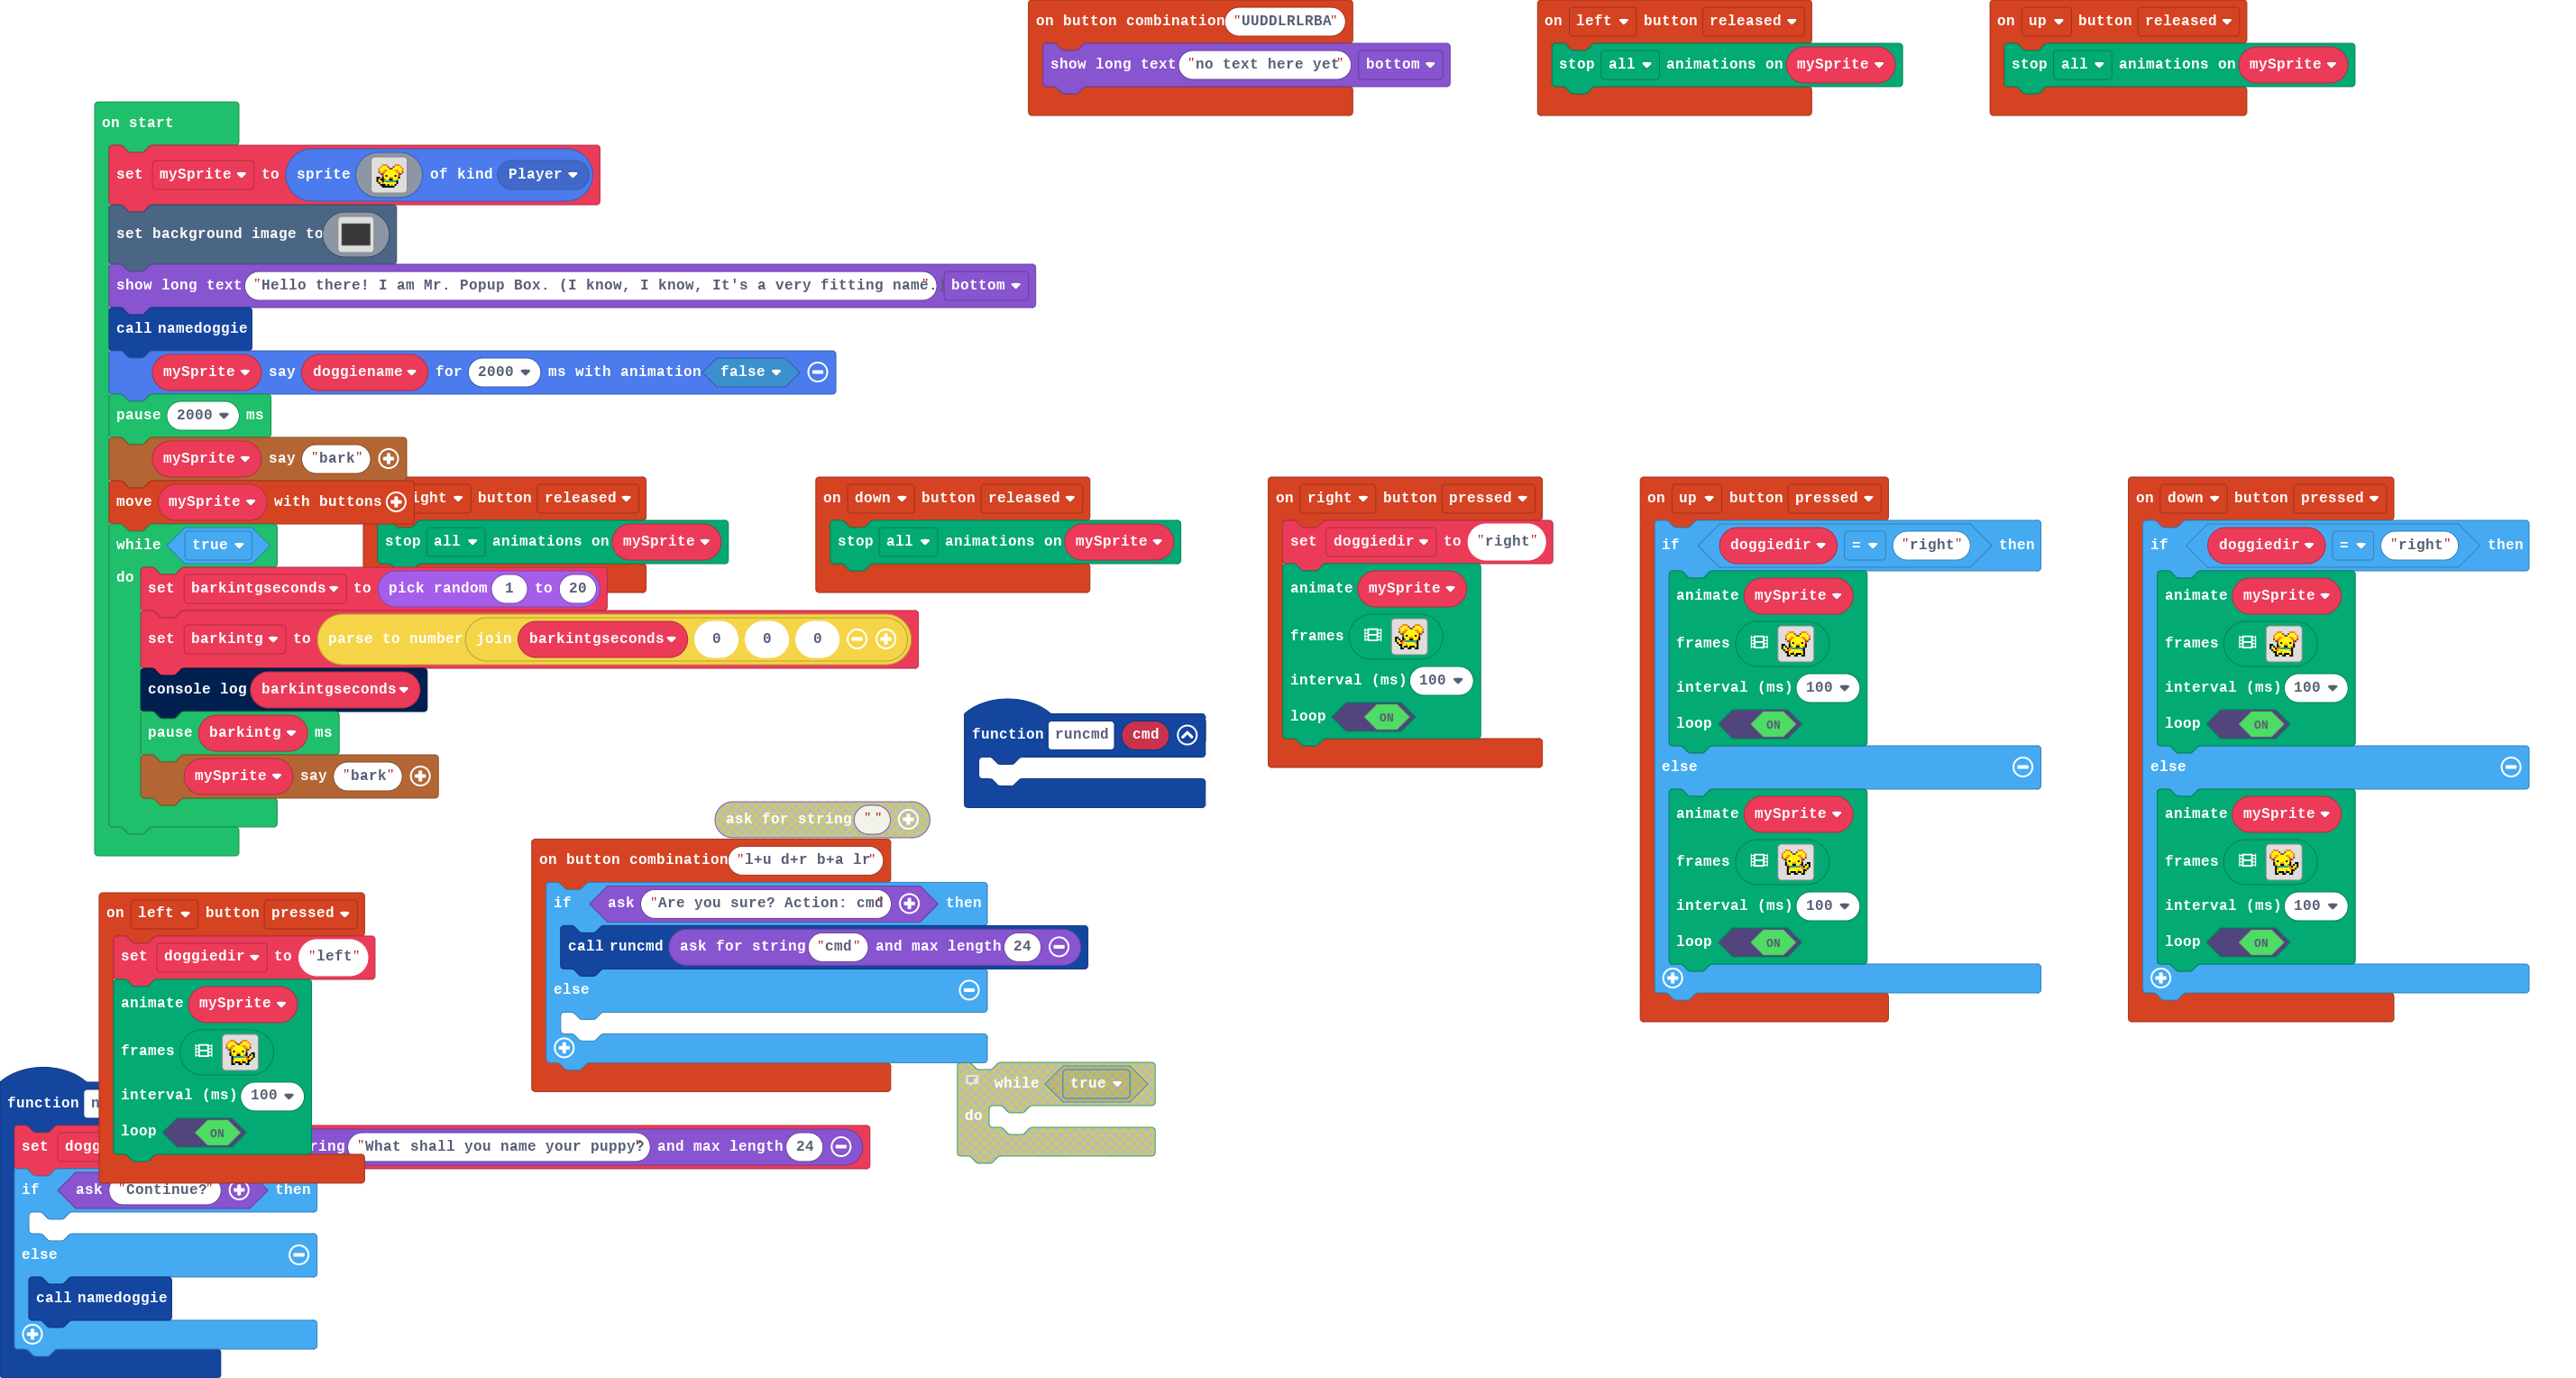 on button combination "UUDDLRLRBA"
show long text "no text here yet" bottom
on left button released
stop all animations on mySprite
on up button released
stop all animations on mySprite
on start
set mySprite to sprite of kind Player
set background image to
show long text "Hello there! I am Mr. Popup Box. (I know, I know, It's a very fitting name.)" bottom
call namedoggie
mySprite say doggiename for 2000 ms with animation false
pause 2000 ms
mySprite say "bark"
move mySprite with buttons
while true
do
set barkintgseconds to pick random 1 to 20
set barkintg to parse to number join barkintgseconds 0 0 0
console log barkintgseconds
pause barkintg ms
mySprite say "bark"
ight button released
stop all animations on mySprite
on down button released
stop all animations on mySprite
on right button pressed
set doggiedir to "right"
animate mySprite
frames
interval (ms) 100
loop ON
on up button pressed
if doggiedir = "right" then
animate mySprite
frames
interval (ms) 100
loop ON
else
animate mySprite
frames
interval (ms) 100
loop ON
on down button pressed
if doggiedir = "right" then
animate mySprite
frames
interval (ms) 100
loop ON
else
animate mySprite
frames
interval (ms) 100
loop ON
function runcmd cmd
ask for string " "
on button combination "l+u d+r b+a lr"
if ask "Are you sure? Action: cmd" then
call runcmd ask for string "cmd" and max length 24
else
while true
do
on left button pressed
set doggiedir to "left"
animate mySprite
frames
interval (ms) 100
loop ON
function n
set dogg ring "What shall you name your puppy?" and max length 24
if ask "Continue?" then
else
call namedoggie